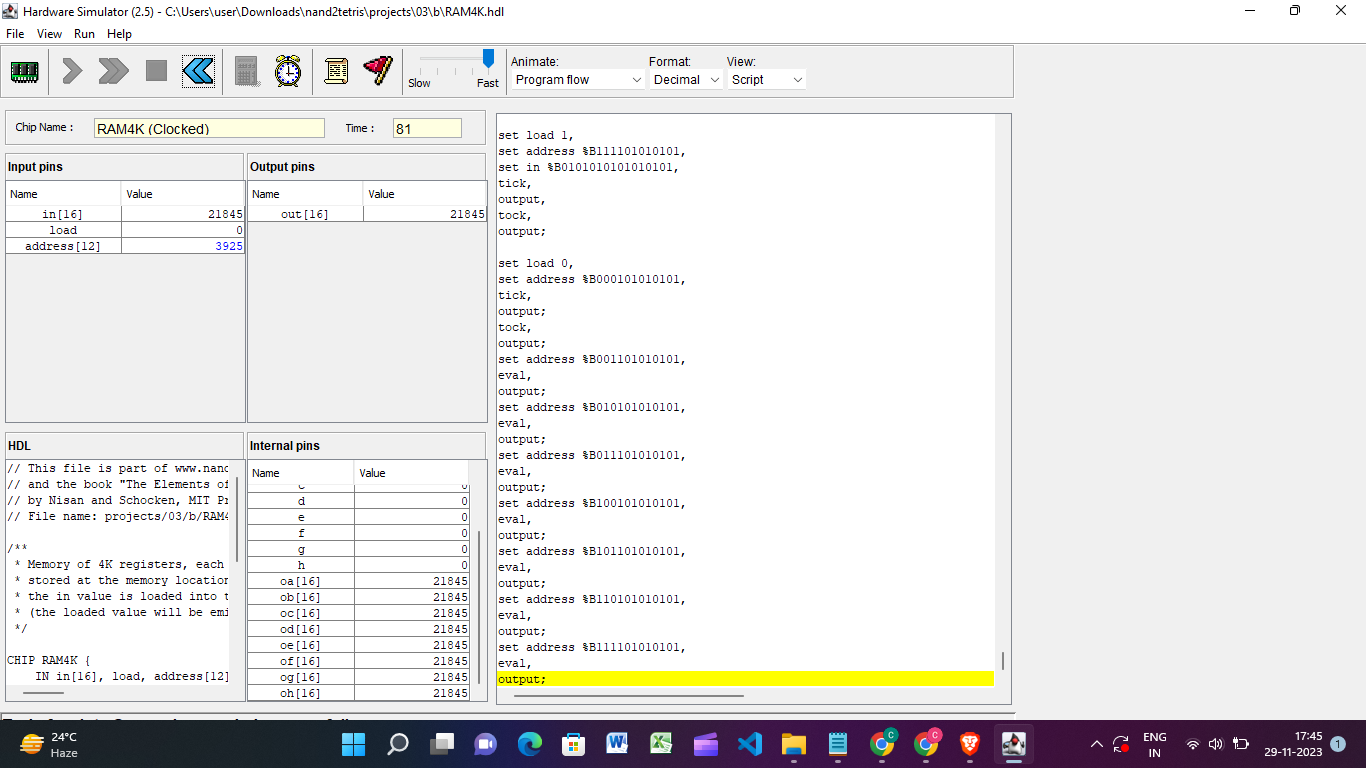 Hardware Simulator (2.5) - C:\Users\user\Downloads\nand2tetris\projects\03\b\RAM4K.hdl
File View Run Help
Slow Fast
Animate: Format: View:
Program flow Decimal Script
Chip Name : RAM4K (Clocked) Time : 81
Input pins
Name Value
in[16] 21845
load 0
address[12] 3925
Output pins
Name Value
out[16] 21845
HDL
// This file is part of www.nand
// and the book "The Elements of
// by Nisan and Schocken, MIT Pr
// File name: projects/03/b/RAM4
/**
* Memory of 4K registers, each
* stored at the memory location
* the in value is loaded into t
* (the loaded value will be emi
*/
CHIP RAM4K {
IN in[16], load, address[12]
Internal pins
Name Value
d 0
e 0
f 0
g 0
h 0
oa[16] 21845
ob[16] 21845
oc[16] 21845
od[16] 21845
oe[16] 21845
of[16] 21845
og[16] 21845
oh[16] 21845
set load 1,
set address %B111101010101,
set in %B0101010101010101,
tick,
output,
tock,
output;
set load 0,
set address %B000101010101,
tick,
output;
tock,
output;
set address %B001101010101,
eval,
output;
set address %B010101010101,
eval,
output;
set address %B011101010101,
eval,
output;
set address %B100101010101,
eval,
output;
set address %B101101010101,
eval,
output;
set address %B110101010101,
eval,
output;
set address %B111101010101,
eval,
output;
24°C
Haze
ENG
IN
17:45
29-11-2023
1